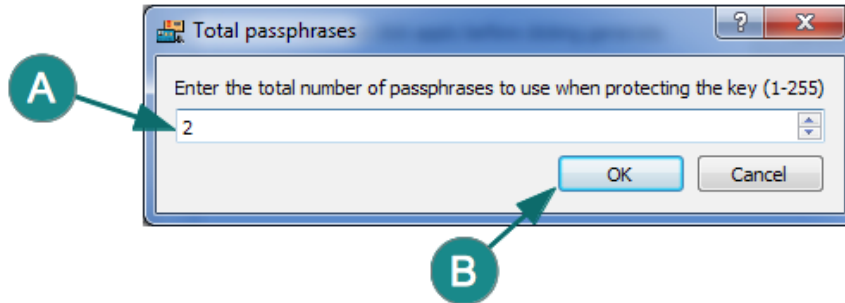 Total passphrases
?
A
Enter the total number of passphrases to use when protecting the key (1-255)
2
OK
Cancel
B